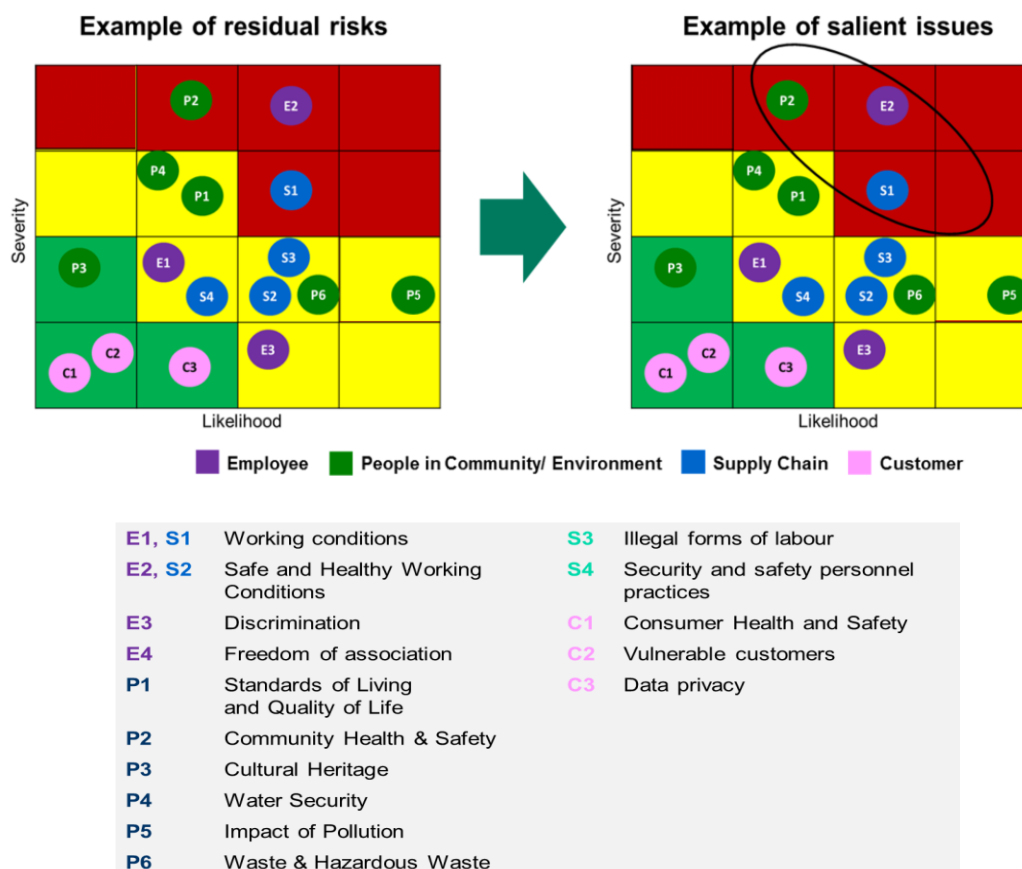 Example of residual risks
Example of salient issues
P2
E2
P4
P1
S1
P3
E1
S4
S3
S2
P6
P5
C1
C2
C3
E3
Severity
Likelihood
P2
E2
P4
P1
S1
P3
E1
S4
S3
S2
P6
P5
C1
C2
C3
E3
Severity
Likelihood
Employee
People in Community/ Environment
Supply Chain
Customer
E1, S1 Working conditions
E2, S2 Safe and Healthy Working
Conditions
E3 Discrimination
E4 Freedom of association
P1 Standards of Living
and Quality of Life
P2 Community Health & Safety
P3 Cultural Heritage
P4 Water Security
P5 Impact of Pollution
P6 Waste & Hazardous Waste
S3 Illegal forms of labour
S4 Security and safety personnel
practices
C1 Consumer Health and Safety
C2 Vulnerable customers
C3 Data privacy